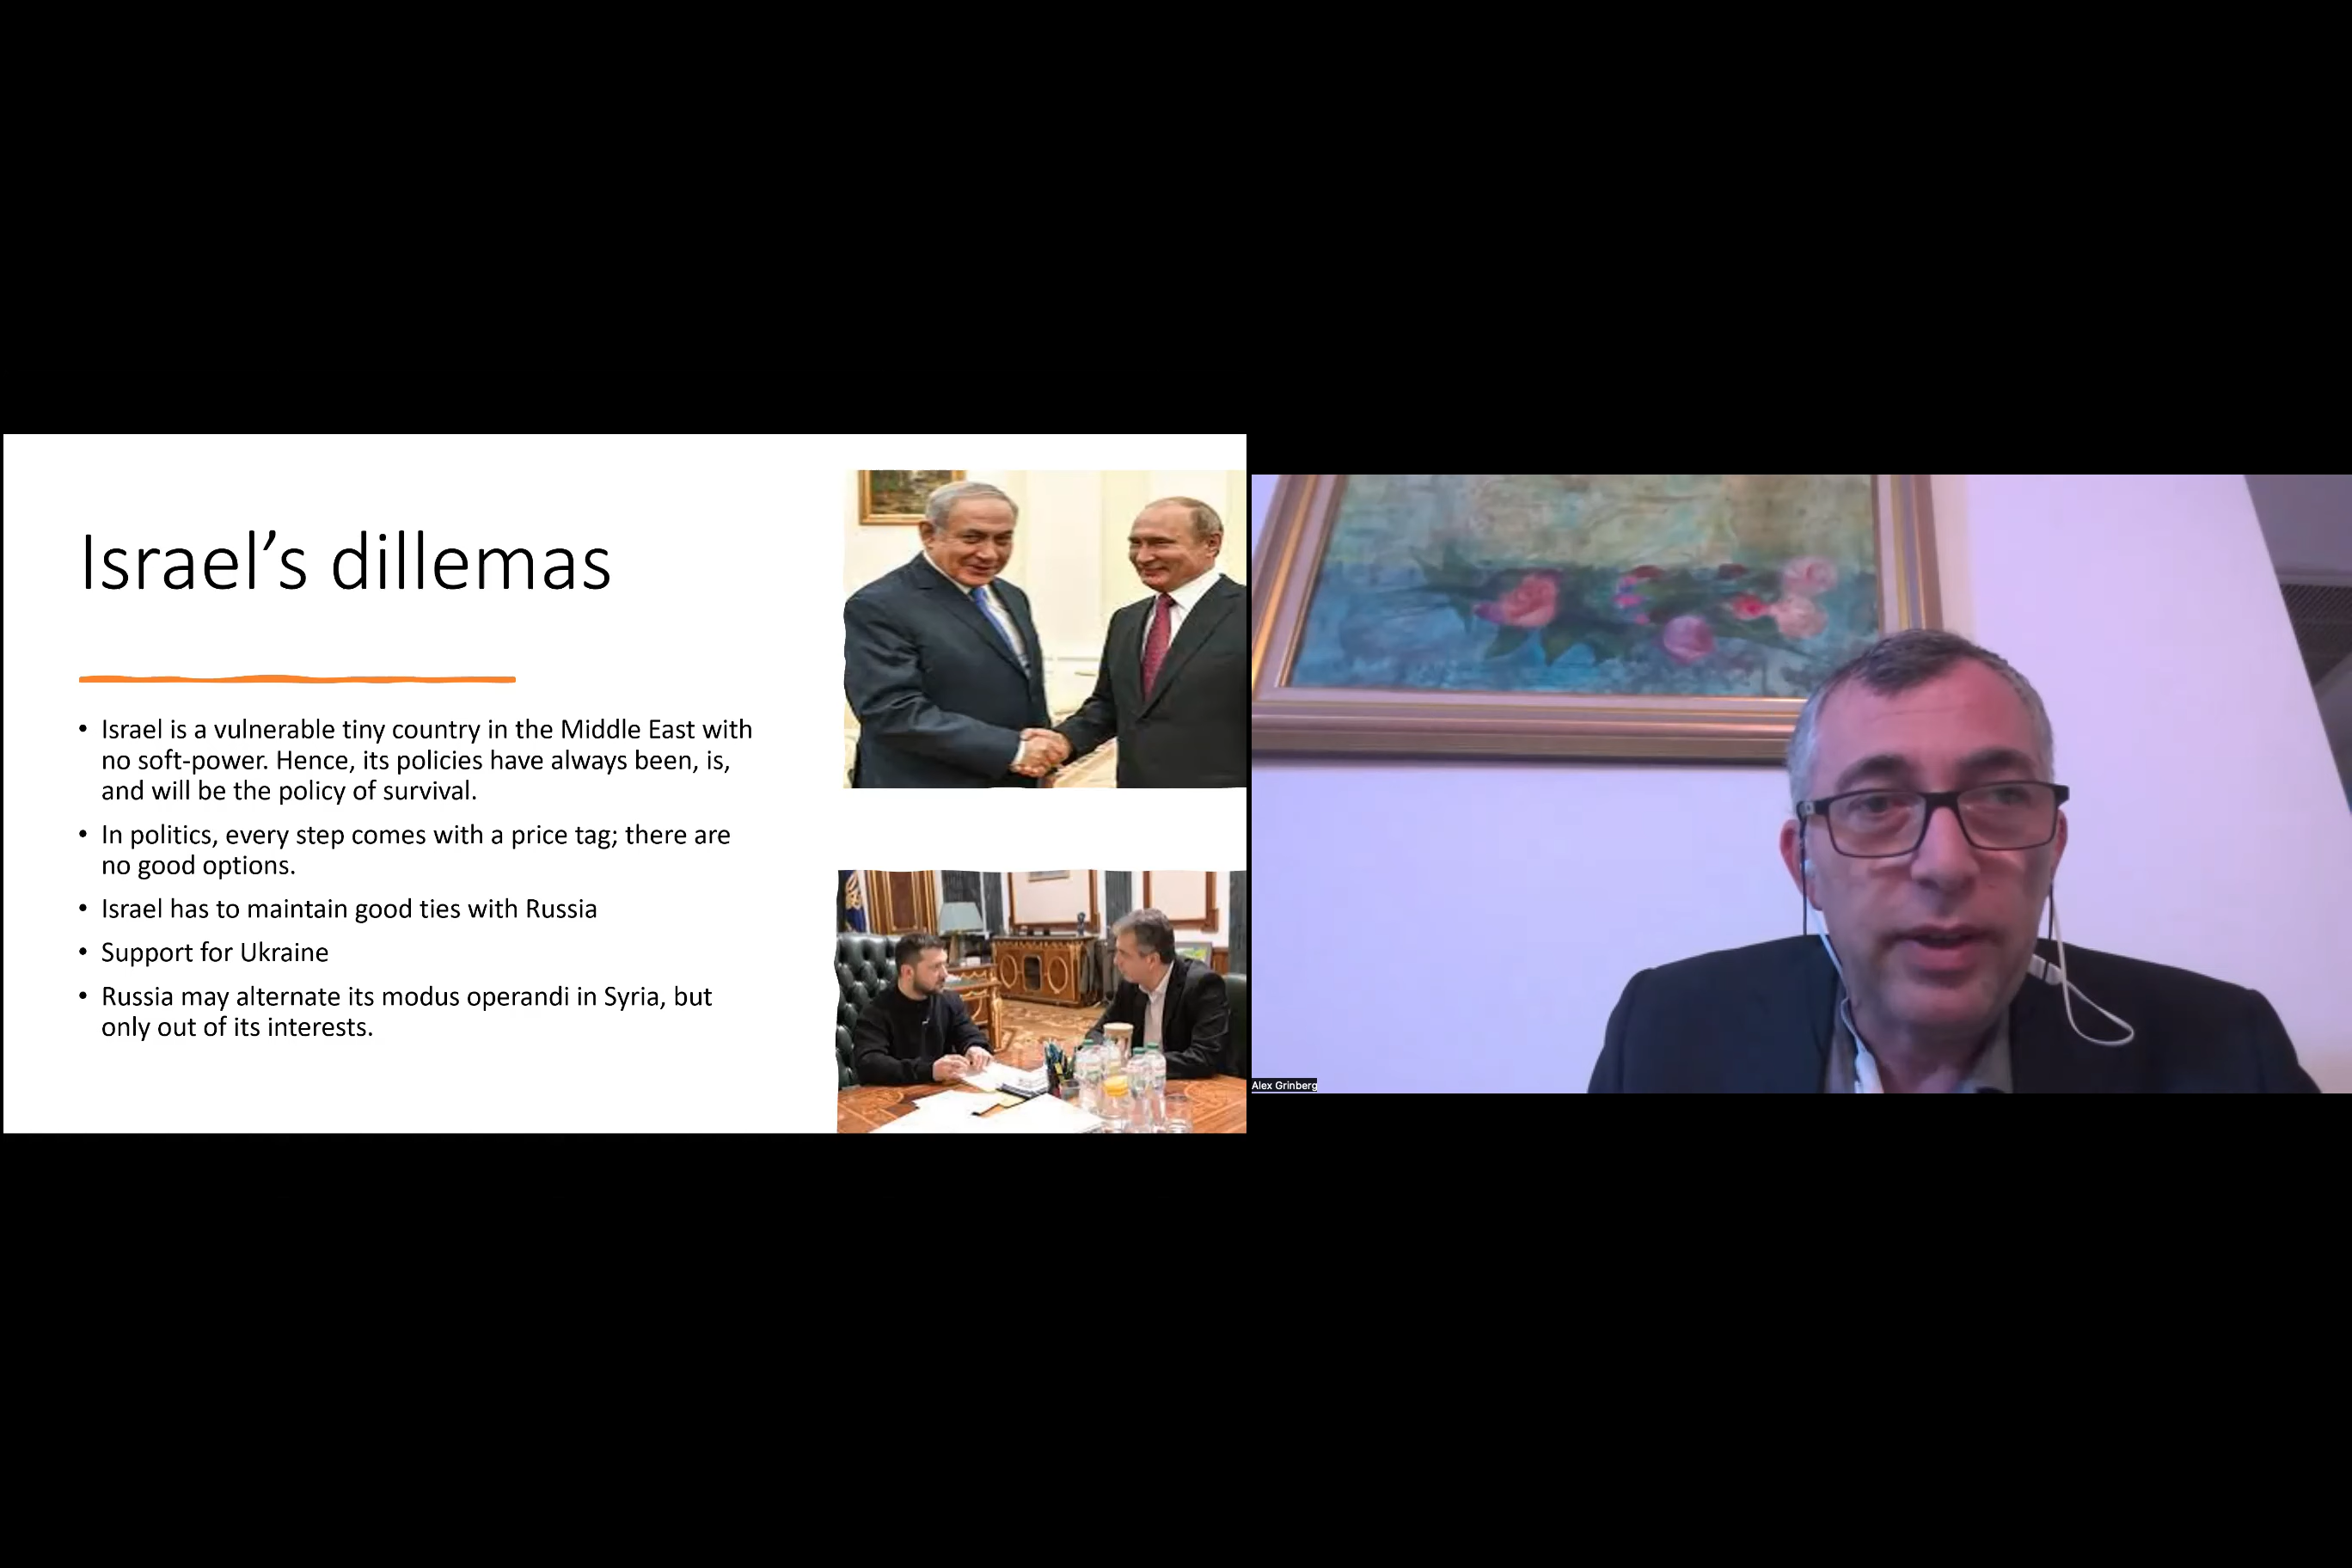 Israel's dillemas
• Israel is a vulnerable tiny country in the Middle East with
no soft-power. Hence, its policies have always been, is,
and will be the policy of survival.
• In politics, every step comes with a price tag; there are
no good options.
• Israel has to maintain good ties with Russia
• Support for Ukraine
• Russia may alternate its modus operandi in Syria, but
only out of its interests.
Alex Grinberg